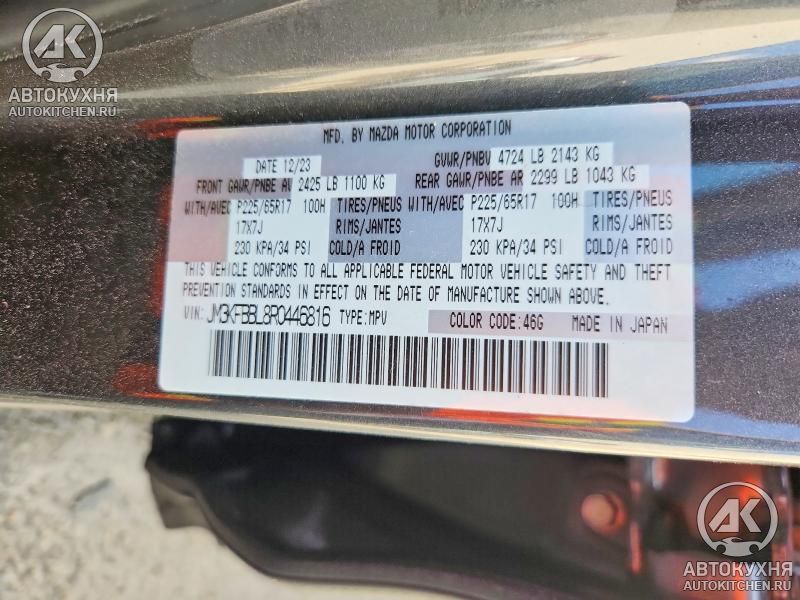 AK
АВТОКУХНЯ
AUTOKITCHEN.RU
MFD. BY MAZDA MOTOR CORPORATION
DATE 12/23 GVWR/PNBV 4724 LB 2143 KG
FRONT GAWR/PNBE AV 2425 LB 1100 KG REAR GAWR/PNBE AR 2299 LB 1043 KG
WITH/AVEC P225/65R17 100H TIRES/PNEUS WITH/AVEC P225/65R17 100H TIRES/PNEUS
17X7J RIMS/JANTES 17X7J RIMS/JANTES
230 KPA/34 PSI COLD/A FROID 230 KPA/34 PSI COLD/A FROID
THIS VEHICLE CONFORMS TO ALL APPLICABLE FEDERAL MOTOR VEHICLE SAFETY AND THEFT
PREVENTION STANDARDS IN EFFECT ON THE DATE OF MANUFACTURE SHOWN ABOVE.
VIN: JM3KFBBL8R0446816 TYPE:MPV COLOR CODE:46G MADE IN JAPAN
AK
АВТОКУХНЯ
AUTOKITCHEN.RU